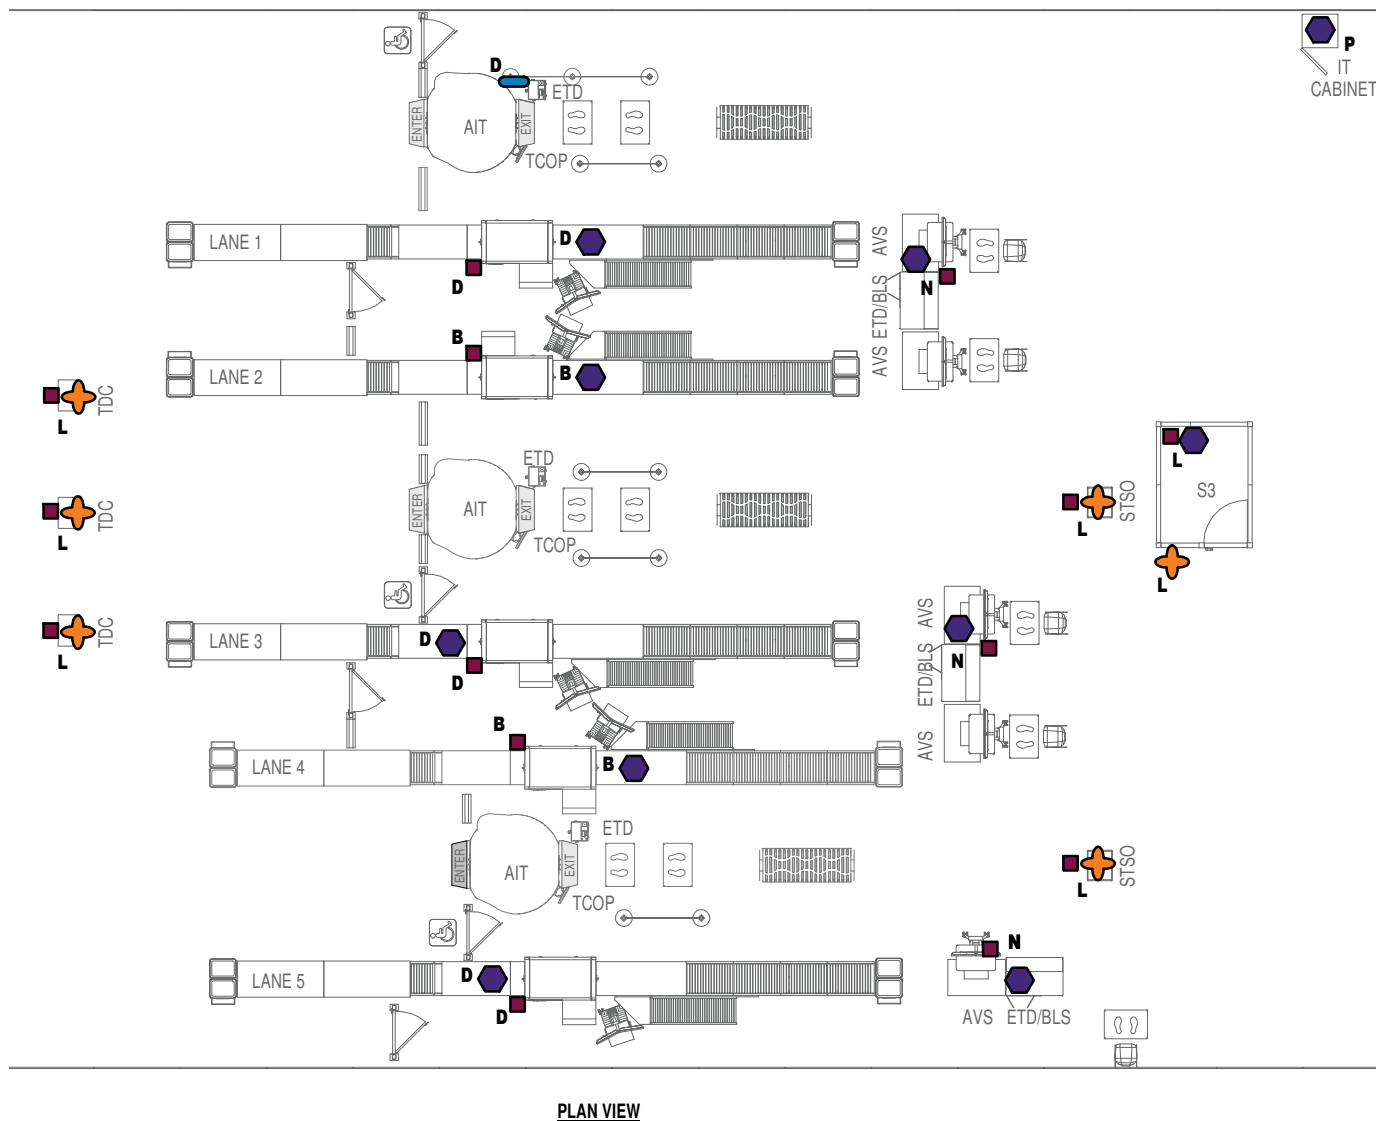 D
P
ETD
IT
CABINET
ENTER
AIT
EXIT
TCOP
LANE 1
D
D
AVS
N
ETD/BLS
B
AVS
LANE 2
B
TDC
L
ETD
L
S3
ENTER
AIT
EXIT
TDC
L
STSO
L
TCOP
L
LANE 3
D
D
AVS
TDC
L
N
ETD/BLS
B
AVS
LANE 4
B
ETD
ENTER
AIT
EXIT
STSO
L
TCOP
N
LANE 5
D
D
AVS
ETD/BLS
PLAN VIEW